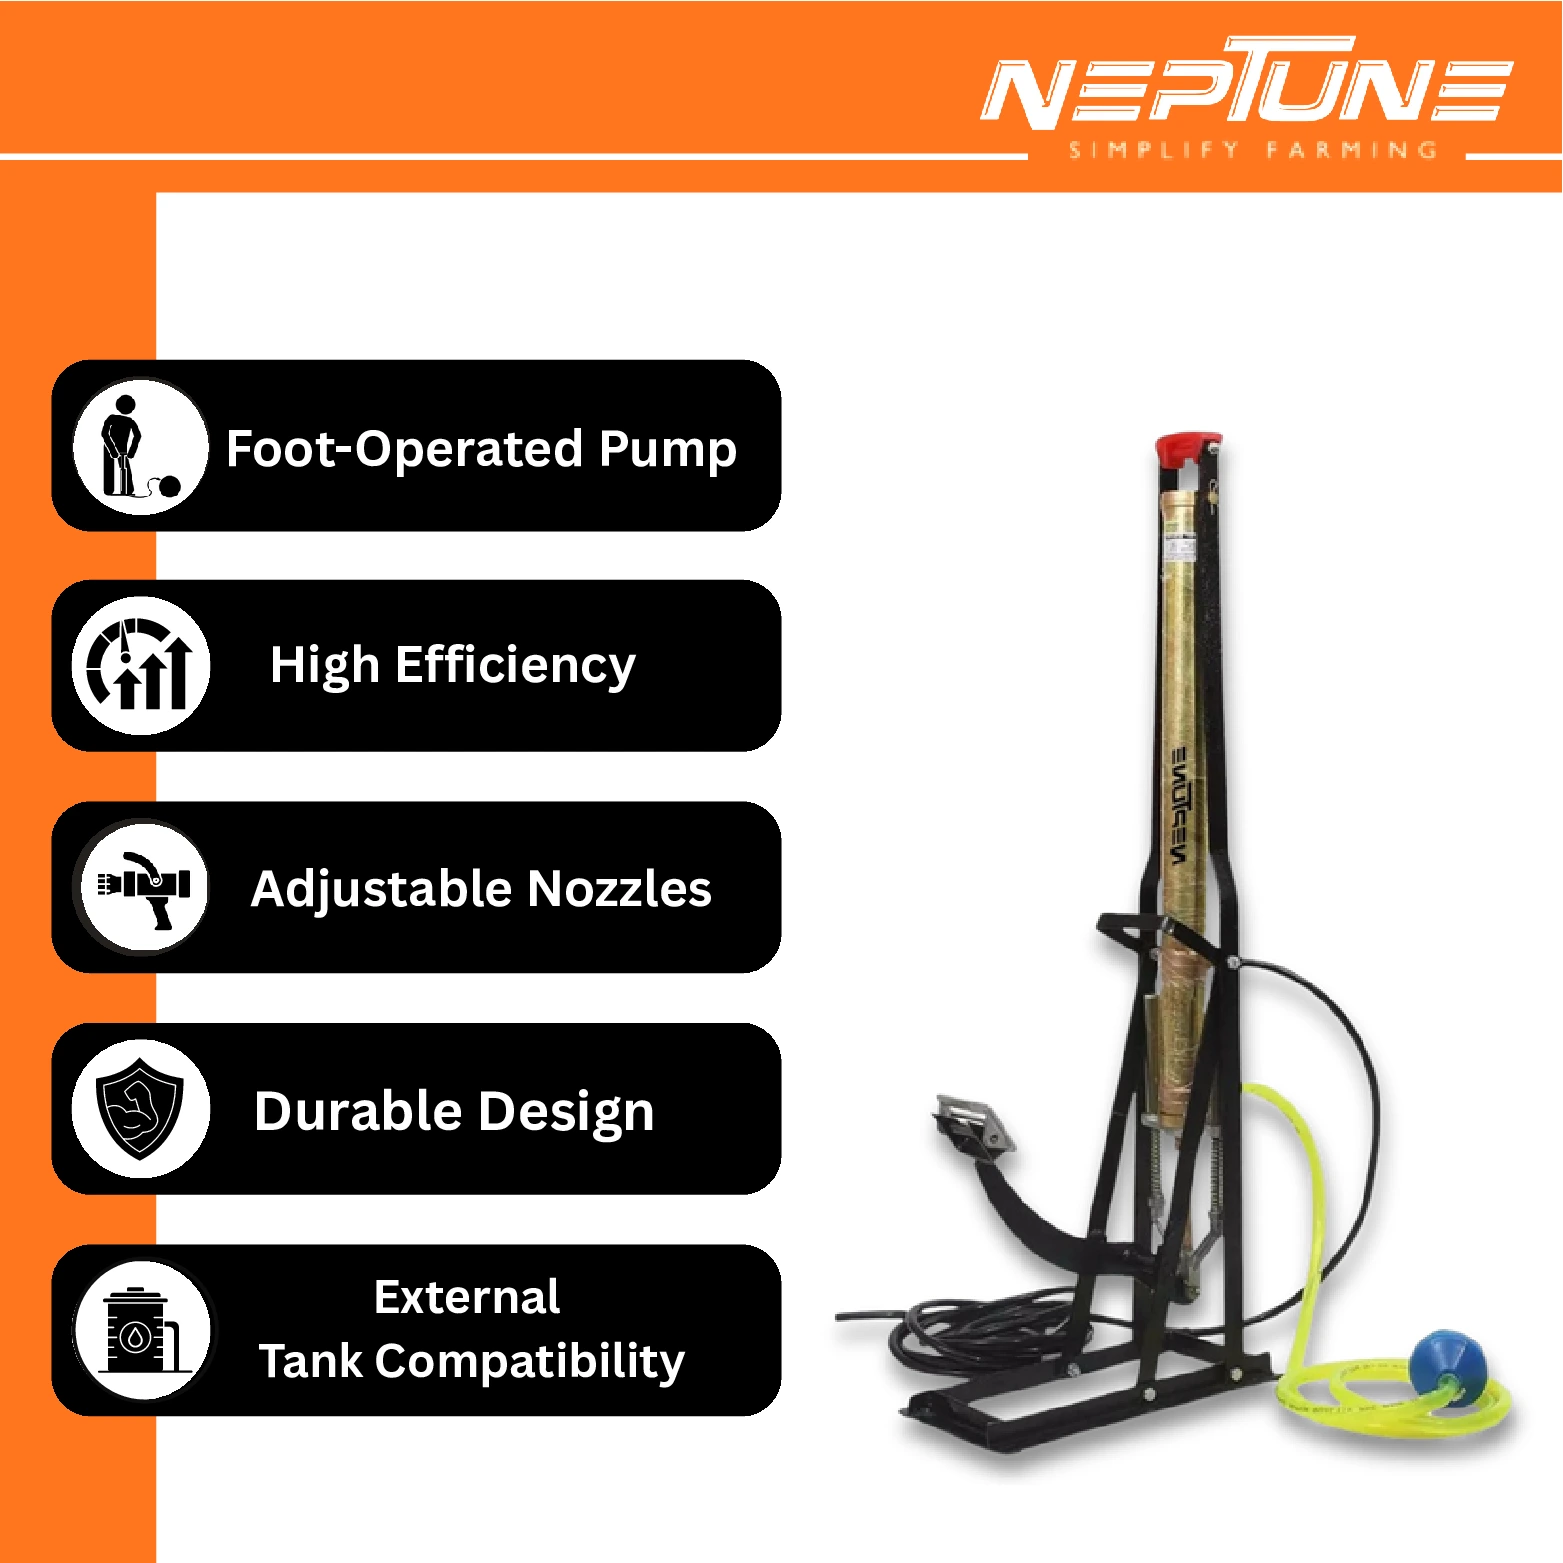 NEPTUNE
SIMPLIFY FARMING
Foot-Operated Pump
High Efficiency
Adjustable Nozzles
Durable Design
External
Tank Compatibility
NEPTUNE